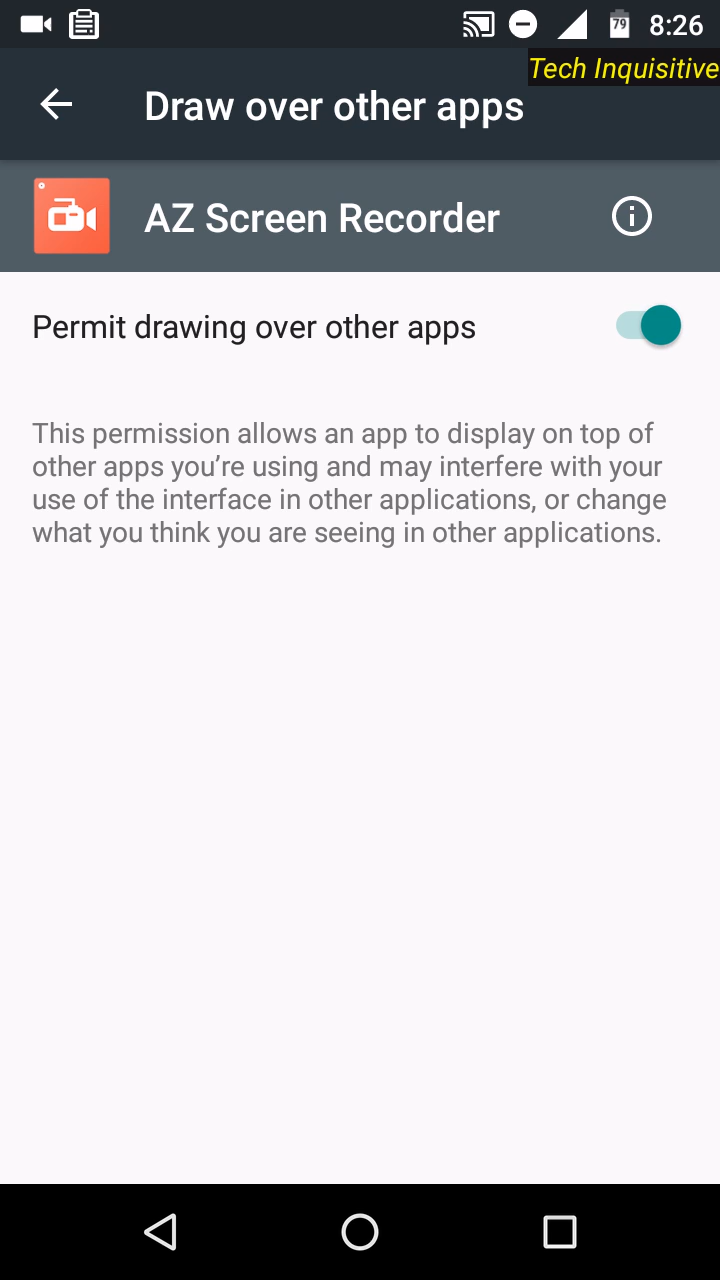 79 8:26
Tech Inquisitive
Draw over other apps
AZ Screen Recorder
Permit drawing over other apps
This permission allows an app to display on top of
other apps you’re using and may interfere with your
use of the interface in other applications, or change
what you think you are seeing in other applications.